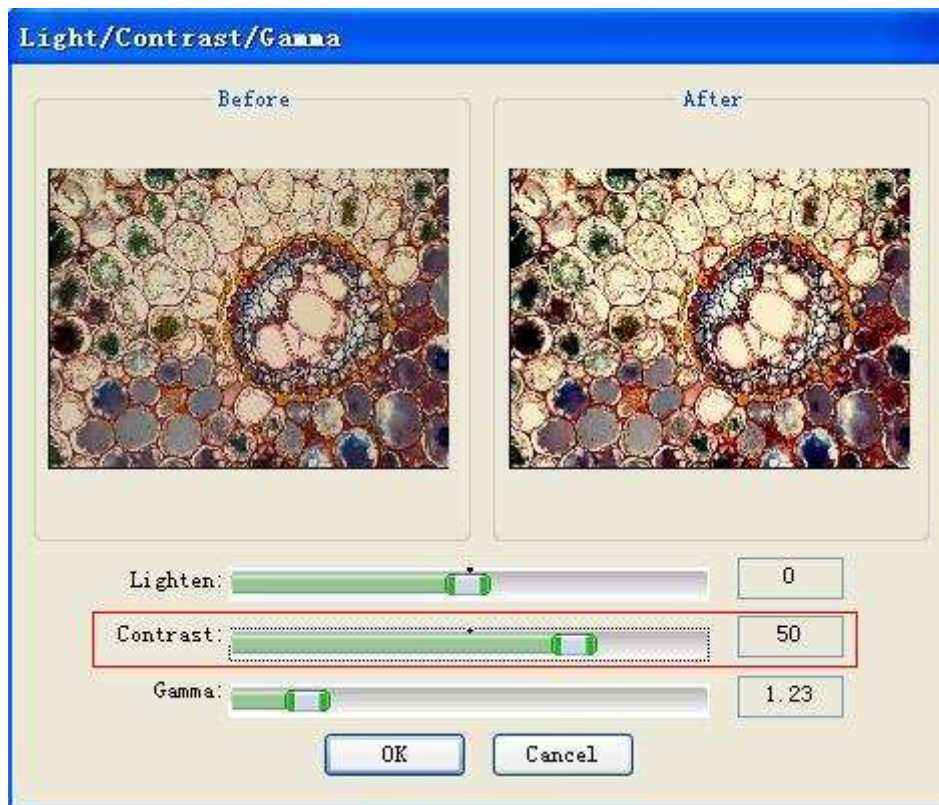 Light/Contrast/Gamma
Before
After
Lighten: 0
Contrast: 50
Gamma: 1.23
OK Cancel